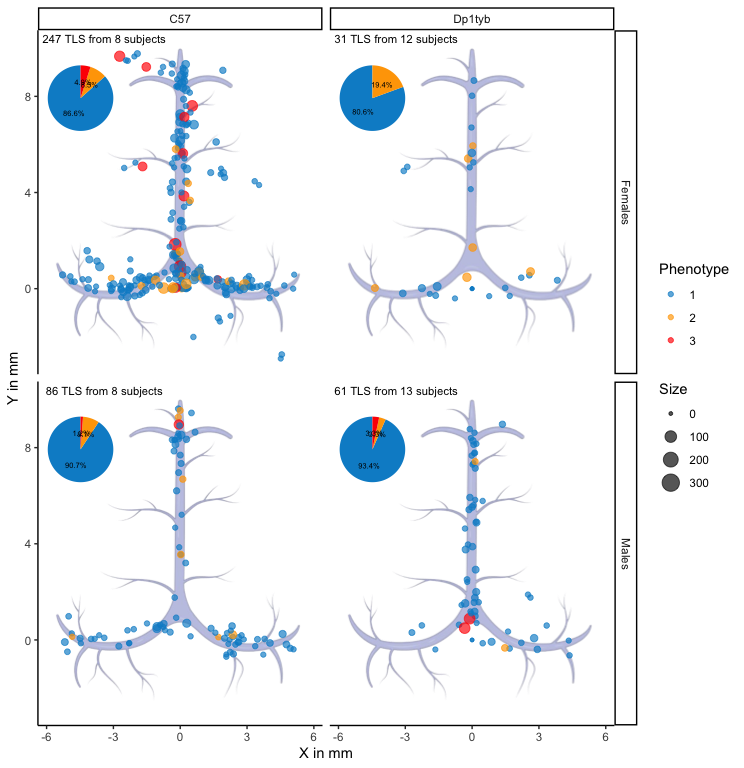 C57
Dp1tyb
247 TLS from 8 subjects
31 TLS from 12 subjects
86.6%
19.4%
80.6%
8
4
0
Females
86 TLS from 8 subjects
61 TLS from 13 subjects
90.7%
93.4%
8
4
0
Males
-6
-3
0
3
6
-6
-3
0
3
6
X in mm
Y in mm
Phenotype
1
2
3
Size
0
100
200
300